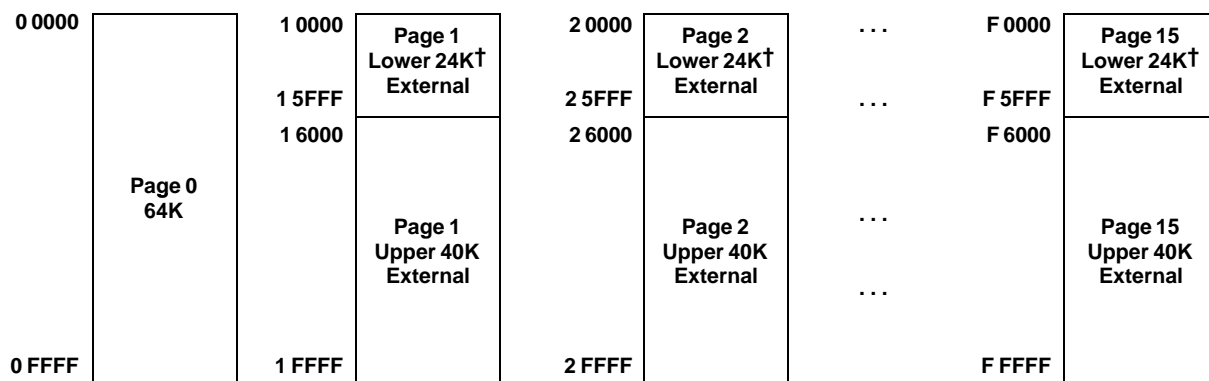 0 0000
Page 0
64K
0 FFFF
1 0000
Page 1
Lower 24K†
External
1 5FFF
1 6000
Page 1
Upper 40K
External
1 FFFF
2 0000
Page 2
Lower 24K†
External
2 5FFF
2 6000
Page 2
Upper 40K
External
2 FFFF
. . .
. . .
. . .
. . .
F 0000
Page 15
Lower 24K†
External
F 5FFF
F 6000
Page 15
Upper 40K
External
F FFFF